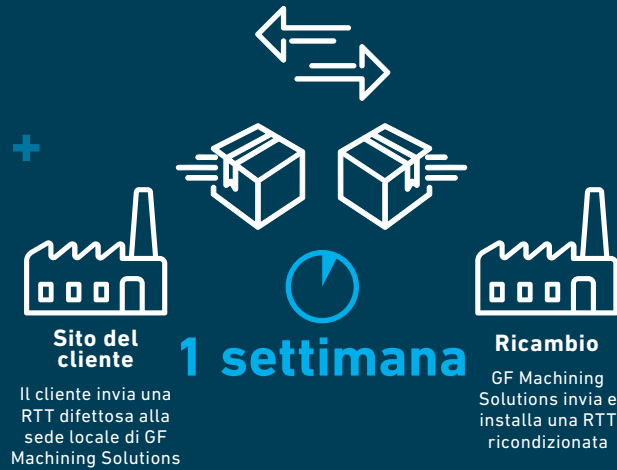 Sito del
cliente
Il cliente invia una
RTT difettosa alla
sede locale di GF
Machining Solutions
1 settimana
Ricambio
GF Machining
Solutions invia e
installa una RTT
ricondizionata